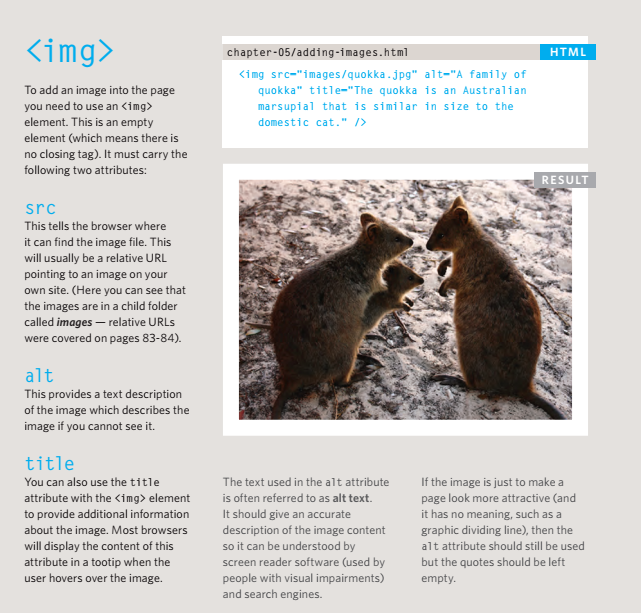 <img>
To add an image into the page
you need to use an <img>
element. This is an empty
element (which means there is
no closing tag). It must carry the
following two attributes:
src
This tells the browser where
it can find the image file. This
will usually be a relative URL
pointing to an image on your
own site. (Here you can see that
the images are in a child folder
called images — relative URLs
were covered on pages 83-84).
alt
This provides a text description
of the image which describes the
image if you cannot see it.
title
You can also use the title
attribute with the <img> element
to provide additional information
about the image. Most browsers
will display the content of this
attribute in a tootip when the
user hovers over the image.
chapter-05/adding-images.html
HTML
<img src="images/quokka.jpg" alt="A family of
quokka" title="The quokka is an Australian
marsupial that is similar in size to the
domestic cat." />
RESULT
The text used in the alt attribute
is often referred to as alt text.
It should give an accurate
description of the image content
so it can be understood by
screen reader software (used by
people with visual impairments)
and search engines.
If the image is just to make a
page look more attractive (and
it has no meaning, such as a
graphic dividing line), then the
alt attribute should still be used
but the quotes should be left
empty.